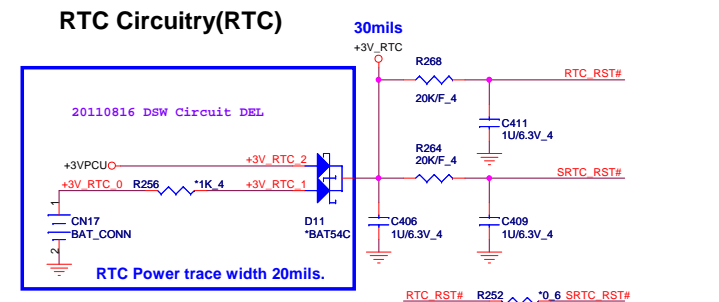 RTC Circuitry(RTC)
30mils
+3V_RTC
R268
RTC_RST#
20K/F_4
20110816 DSW Circuit DEL
C411
1U/6.3V_4
R264
20K/F_4
+3VPCU
+3V_RTC_2
SRTC_RST#
+3V_RTC_0
R256
*1K_4
+3V_RTC_1
1
CN17
BAT_CONN
2
D11
*BAT54C
C406
1U/6.3V_4
C409
1U/6.3V_4
RTC Power trace width 20mils.
RTC_RST#
R252
*0_6
SRTC_RST#